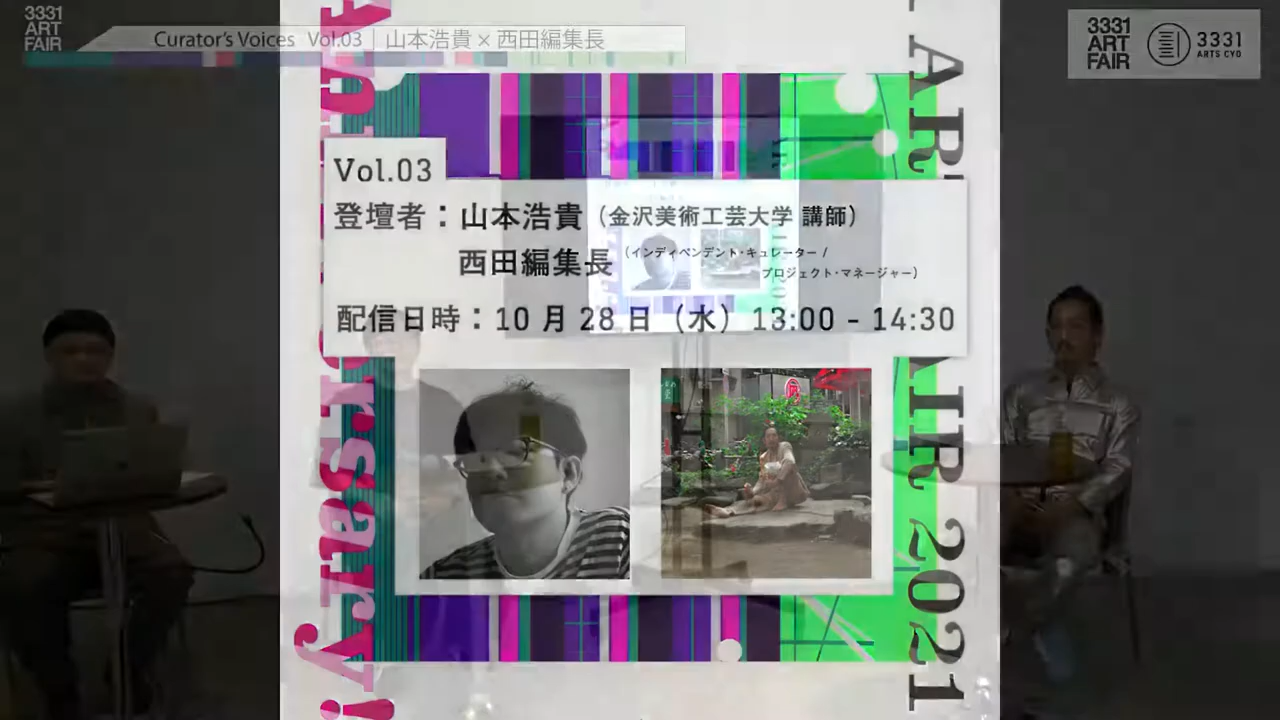 3331
ART
FAIR
Curator's Voices Vol.03｜山本浩貴 × 西田編集長
3331
ART
FAIR
3331
ARTS CYD
Vol.03
登壇者：山本浩貴（金沢美術工芸大学 講師）
西田編集長（インディペンデント・キュレーター /
プロジェクト・マネージャー）
配信日時：10月28日（水）13:00 - 14:30
2021